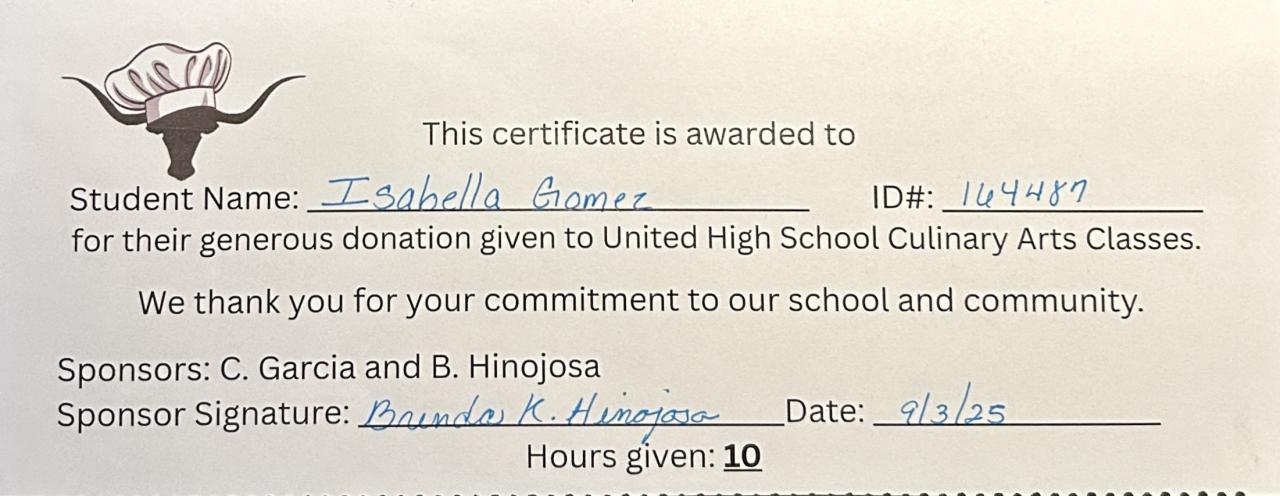 This certificate is awarded to
Student Name: Isabella Gomez ID#: 164487
for their generous donation given to United High School Culinary Arts Classes.
We thank you for your commitment to our school and community.
Sponsors: C. Garcia and B. Hinojosa
Sponsor Signature: Brenda K. Hinojosa Date: 9/3/25
Hours given: 10